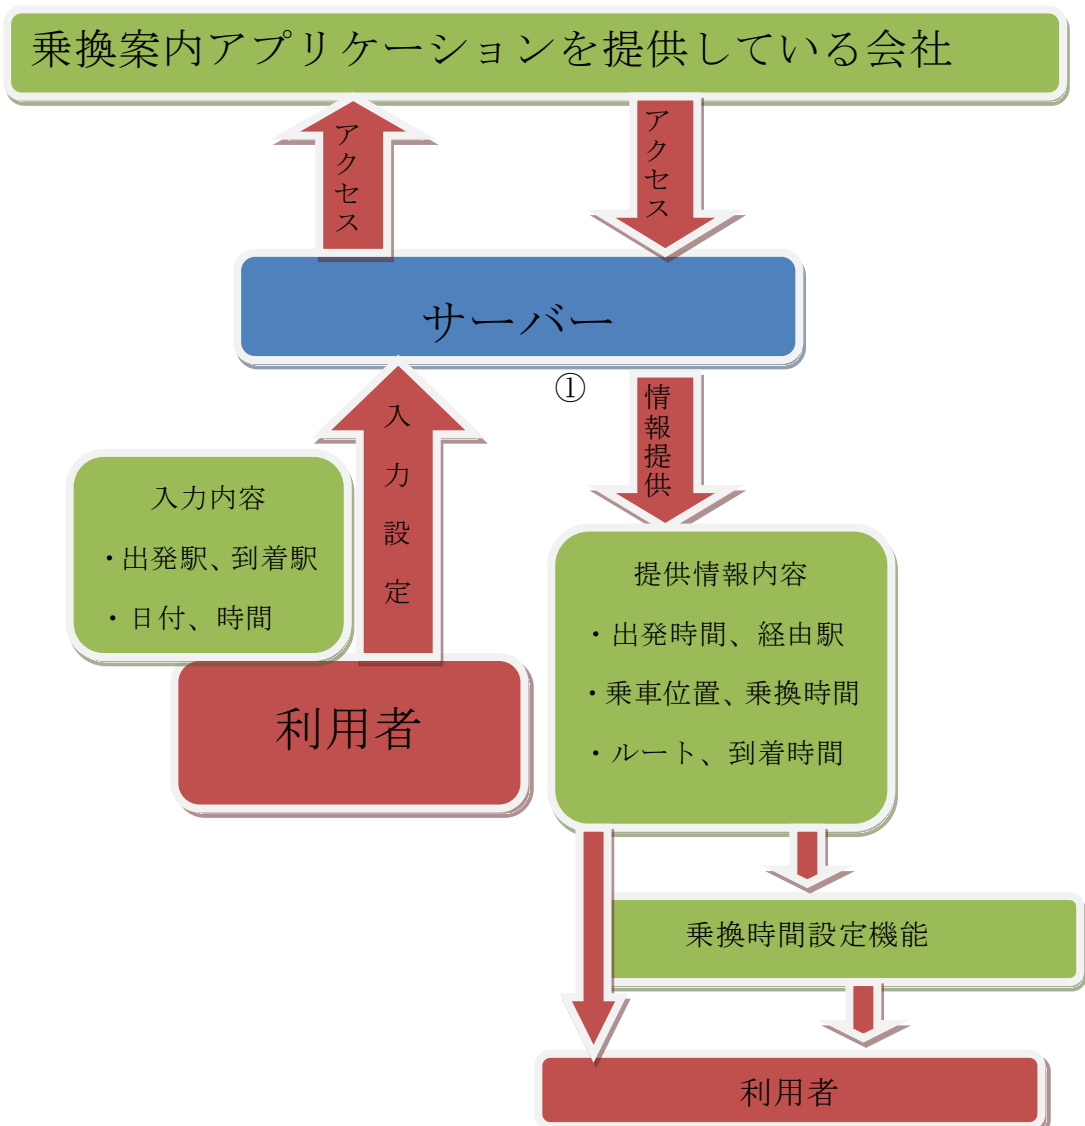 乗換案内アプリケーションを提供している会社
アクセス
アクセス
サーバー
①
入力設定
情報提供
入力内容
・出発駅、到着駅
・日付、時間
提供情報内容
・出発時間、経由駅
・乗車位置、乗換時間
・ルート、到着時間
利用者
乗換時間設定機能
利用者